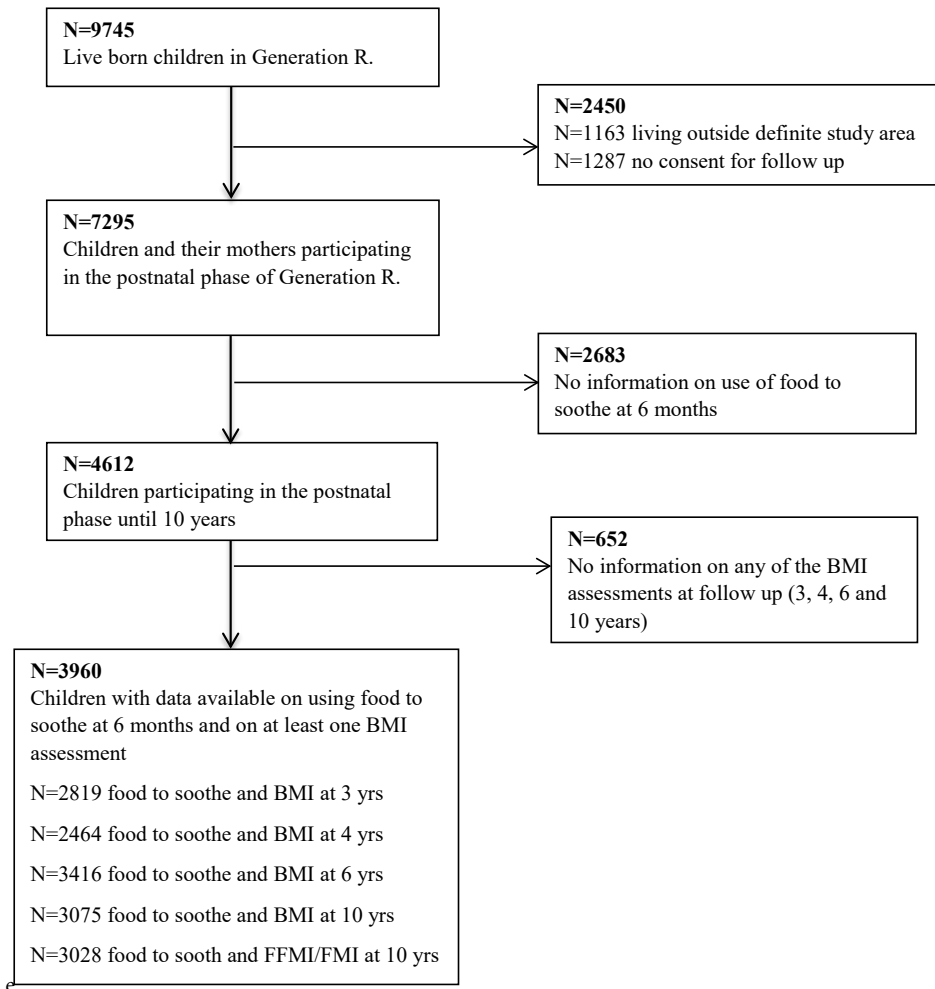 N=9745
Live born children in Generation R.
N=2450
N=1163 living outside definite study area
N=1287 no consent for follow up
N=7295
Children and their mothers participating
in the postnatal phase of Generation R.
N=2683
No information on use of food to
soothe at 6 months
N=4612
Children participating in the postnatal
phase until 10 years
N=652
No information on any of the BMI
assessments at follow up (3, 4, 6 and
10 years)
N=3960
Children with data available on using food to
soothe at 6 months and on at least one BMI
assessment
N=2819 food to soothe and BMI at 3 yrs
N=2464 food to soothe and BMI at 4 yrs
N=3416 food to soothe and BMI at 6 yrs
N=3075 food to soothe and BMI at 10 yrs
N=3028 food to sooth and FFMI/FMI at 10 yrs
e